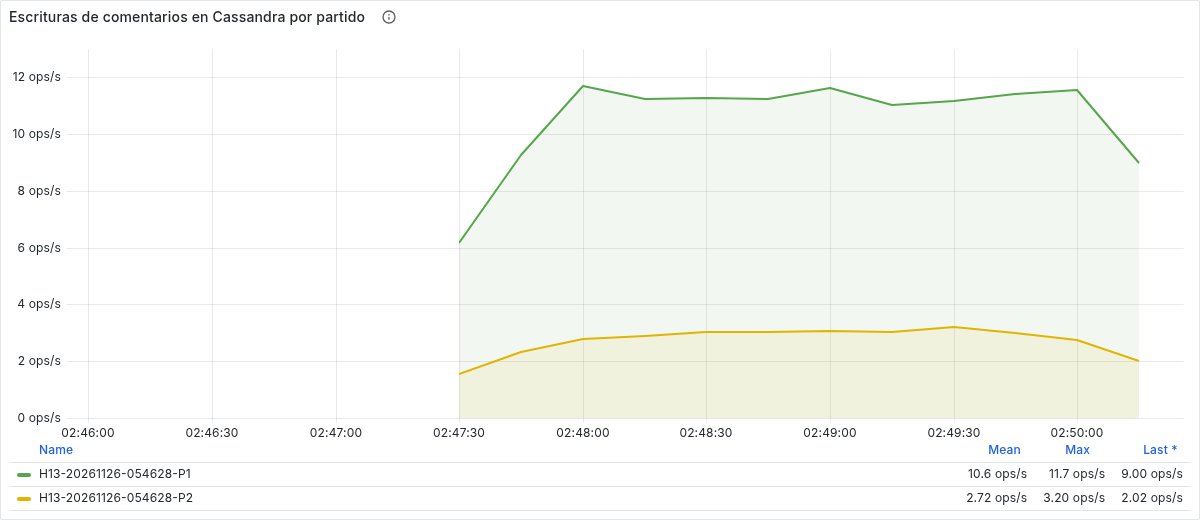 Escrituras de comentarios en Cassandra por partido
12 ops/s
10 ops/s
8 ops/s
6 ops/s
4 ops/s
2 ops/s
0 ops/s
02:46:00 02:46:30 02:47:00 02:47:30 02:48:00 02:48:30 02:49:00 02:49:30 02:50:00
Name Mean Max Last *
H13-20261126-054628-P1 10.6 ops/s 11.7 ops/s 9.00 ops/s
H13-20261126-054628-P2 2.72 ops/s 3.20 ops/s 2.02 ops/s